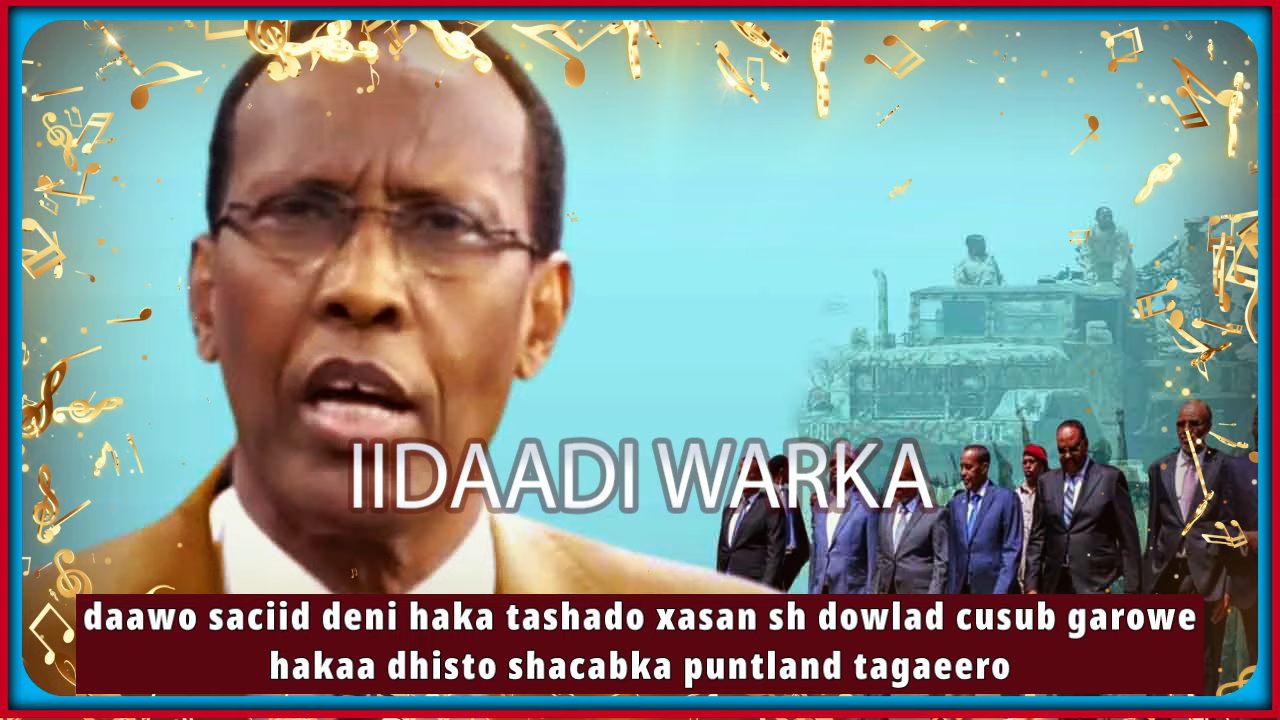 IIDAADI WARKA
daawo saciid deni haka tashado xasan sh dowlad cusub garowe
hakaa dhisto shacabka puntland tagaeero